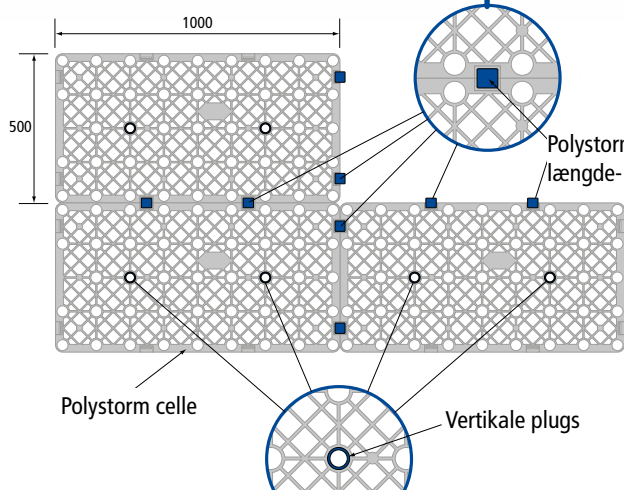 1000
500
Polystorm
længde-
Polystorm celle
Vertikale plugs